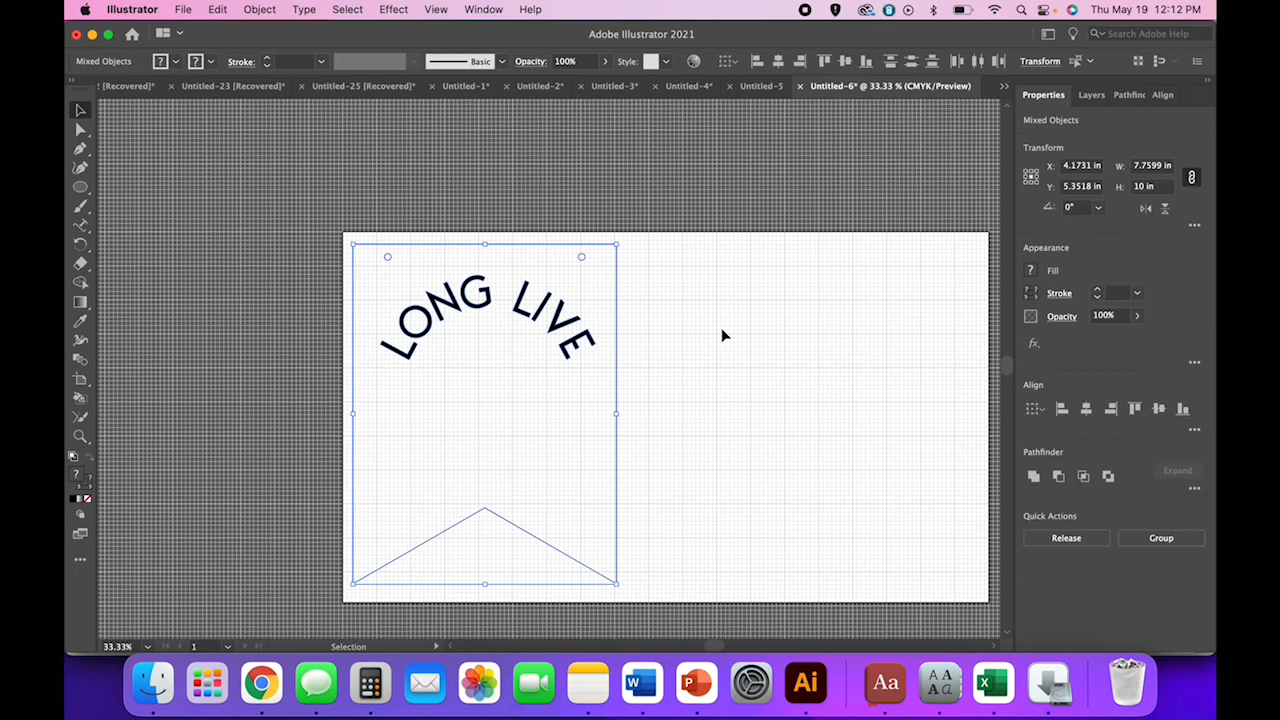 Illustrator File Edit Object Type Select Effect View Window Help Thu May 19 12:12 PM
Adobe Illustrator 2021 Search Adobe Help
Mixed Objects ? ? Stroke: Basic Opacity: 100% Style: Transform
[Recovered]* Untitled-23 [Recovered]* Untitled-25 [Recovered]* Untitled-1* Untitled-2* Untitled-3* Untitled-4* Untitled-5 Untitled-6* @ 33.33 % (CMYK/Preview)
Properties Layers Pathfinc Align
Mixed Objects
Transform
X: 4.1731 in W: 7.7599 in
Y: 5.3518 in H: 10 in
0°
Appearance
? Fill
Stroke
Opacity 100%
fx.
Align
Pathfinder
Expand
Quick Actions
Release Group
LONG LIVE
?
33.33% 1 Selection
W P Ai Aa